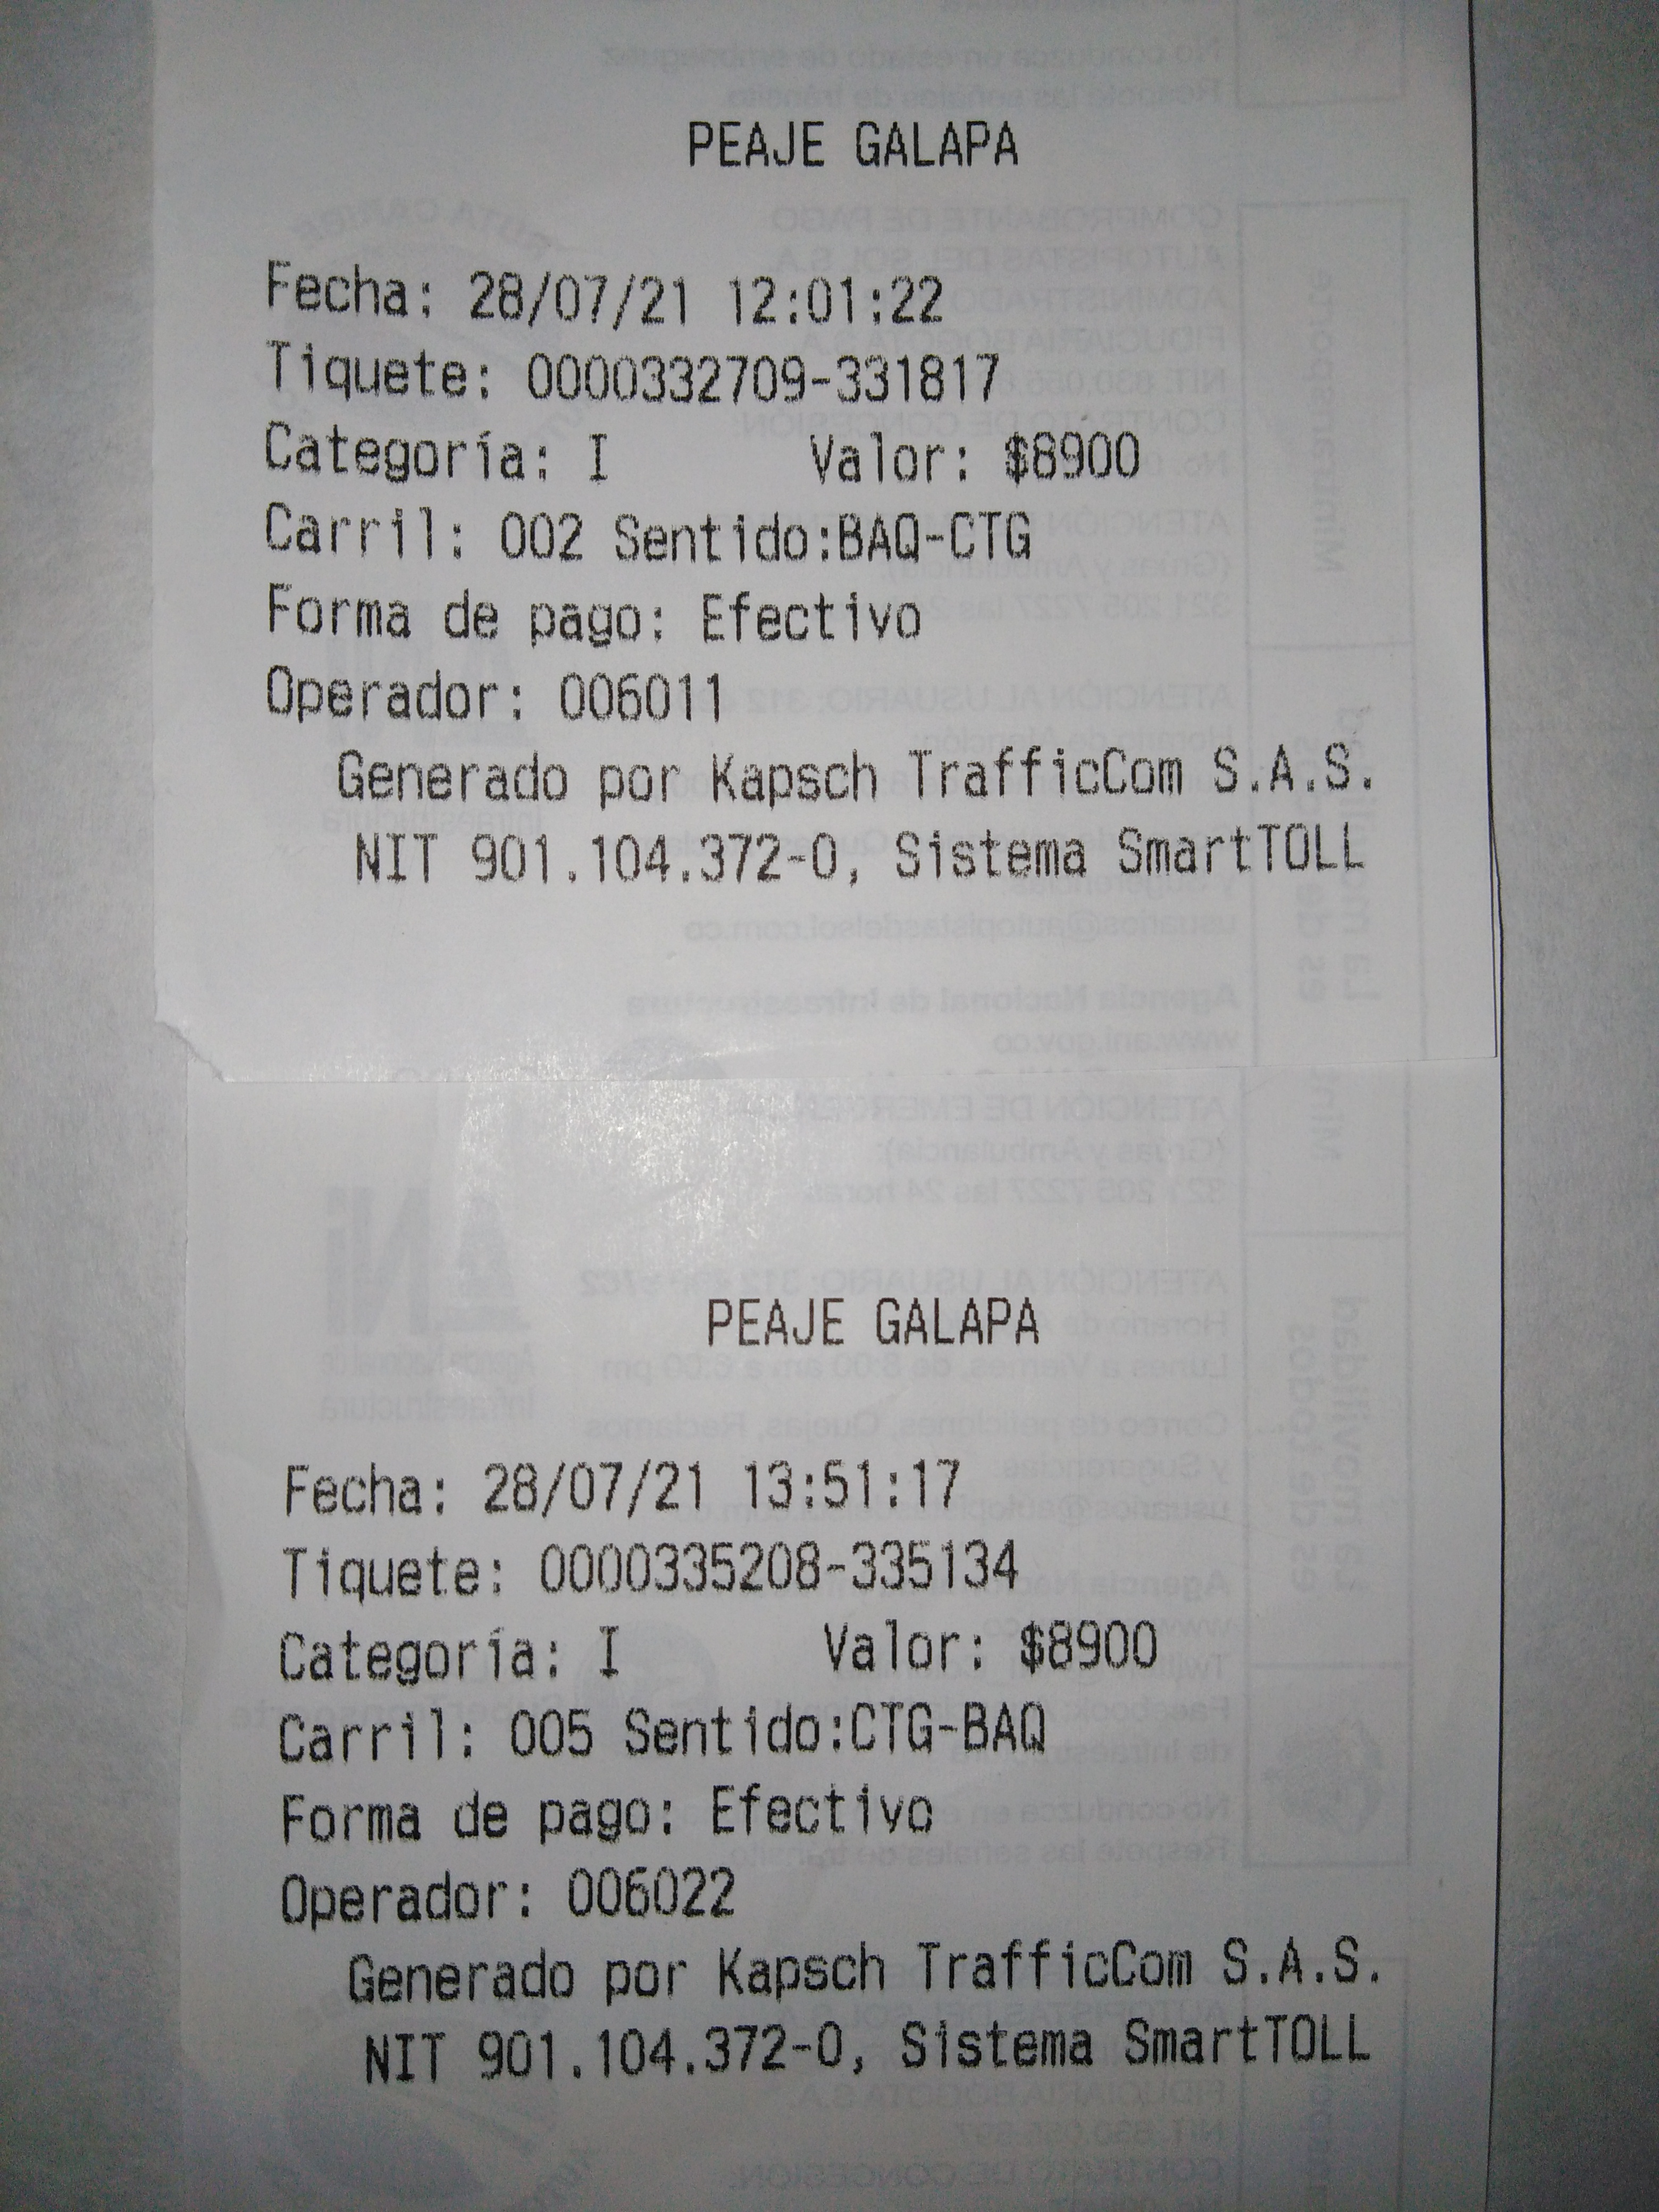 PEAJE GALAPA
Fecha: 28/07/21 12:01:22
Tiquete: 0000332709-331817
Categoría: I Valor: $8900
Carril: 002 Sentido:BAQ-CTG
Forma de pago: Efectivo
Operador: 006011
Generado por Kapsch TrafficCom S.A.S.
NIT 901.104.372-0, Sistema SmartTOLL
PEAJE GALAPA
Fecha: 28/07/21 13:51:17
Tiquete: 0000335208-335134
Categoría: I Valor: $8900
Carril: 005 Sentido:CTG-BAQ
Forma de pago: Efectivo
Operador: 006022
Generado por Kapsch TrafficCom S.A.S.
NIT 901.104.372-0, Sistema SmartTOLL